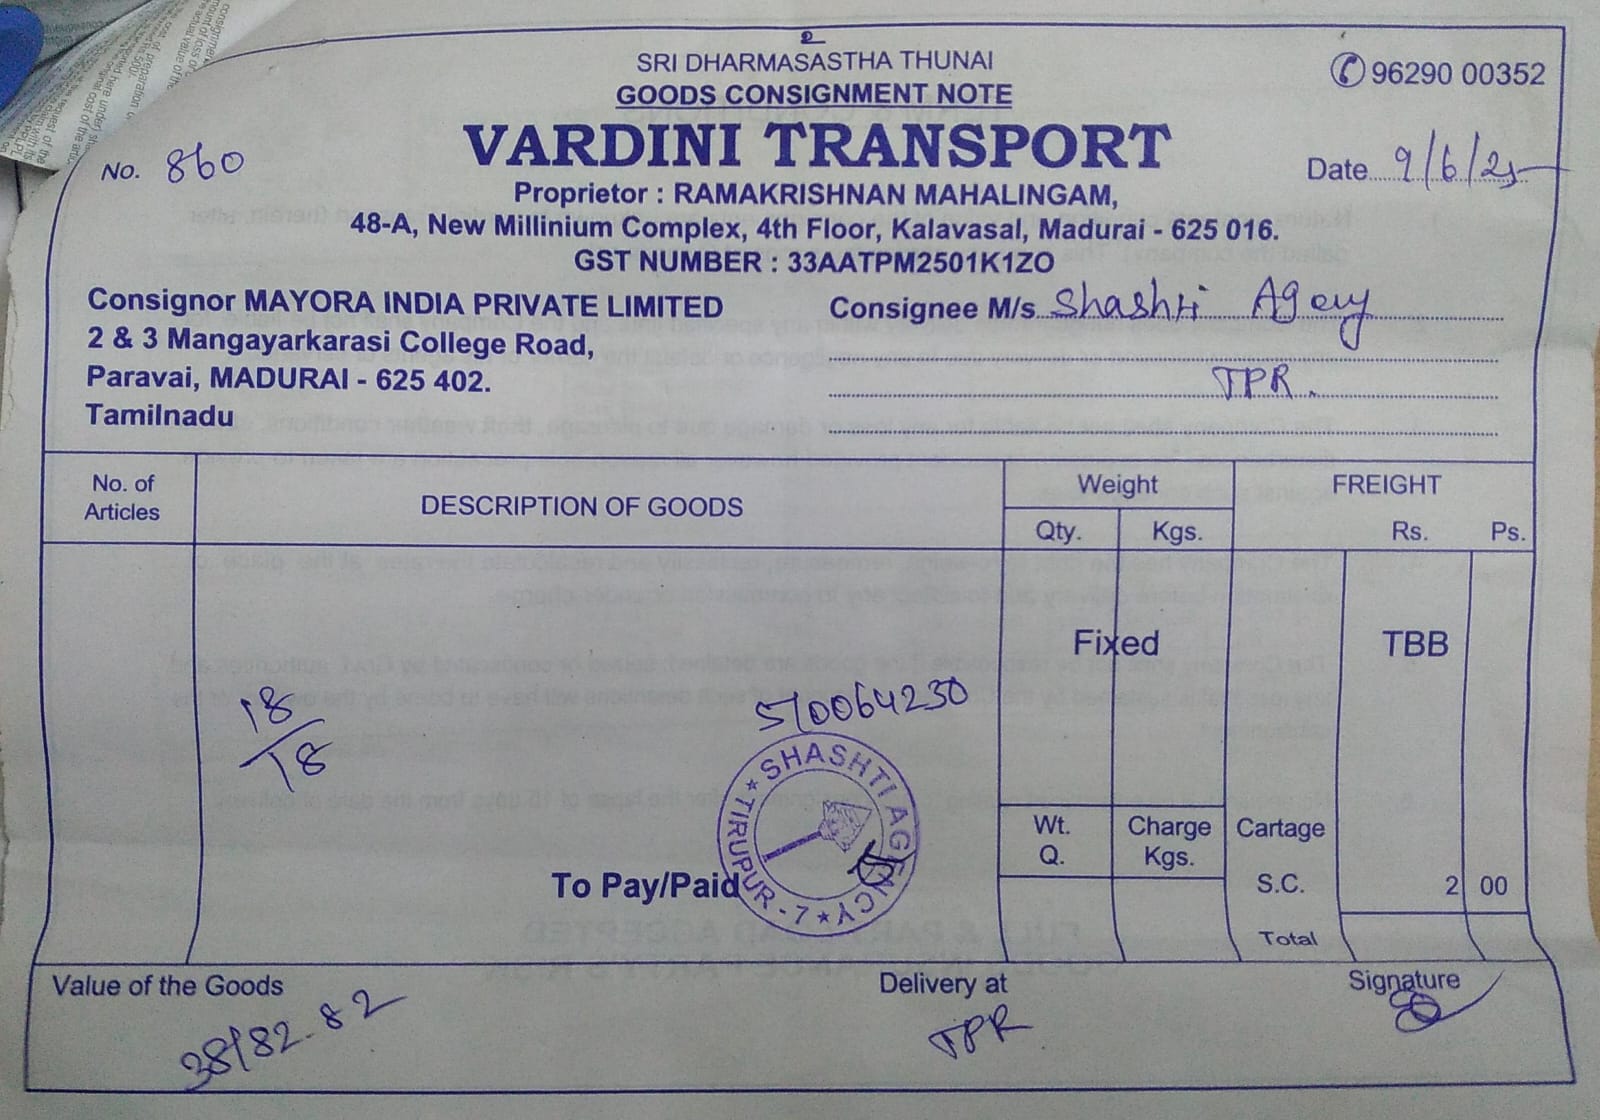 2
SRI DHARMASASTHA THUNAI
GOODS CONSIGNMENT NOTE
✆ 96290 00352
VARDINI TRANSPORT
No. 860
Date 9/6/25
Proprietor : RAMAKRISHNAN MAHALINGAM,
48-A, New Millinium Complex, 4th Floor, Kalavasal, Madurai - 625 016.
GST NUMBER : 33AATPM2501K1ZO
Consignor MAYORA INDIA PRIVATE LIMITED
2 & 3 Mangayarkarasi College Road,
Paravai, MADURAI - 625 402.
Tamilnadu
Consignee M/s Shashti Agency
TPR.
No. of
Articles
DESCRIPTION OF GOODS
Weight
Qty. Kgs.
FREIGHT
Rs. Ps.
18/18
510064230
Fixed
TBB
SHASHTI AGENCY ★ TIRUPUR - 7 ★
To Pay/Paid
Wt.
Q.
Charge
Kgs.
Cartage
S.C. 2 00
Total
Value of the Goods
38182.82
Delivery at
TPR
Signature